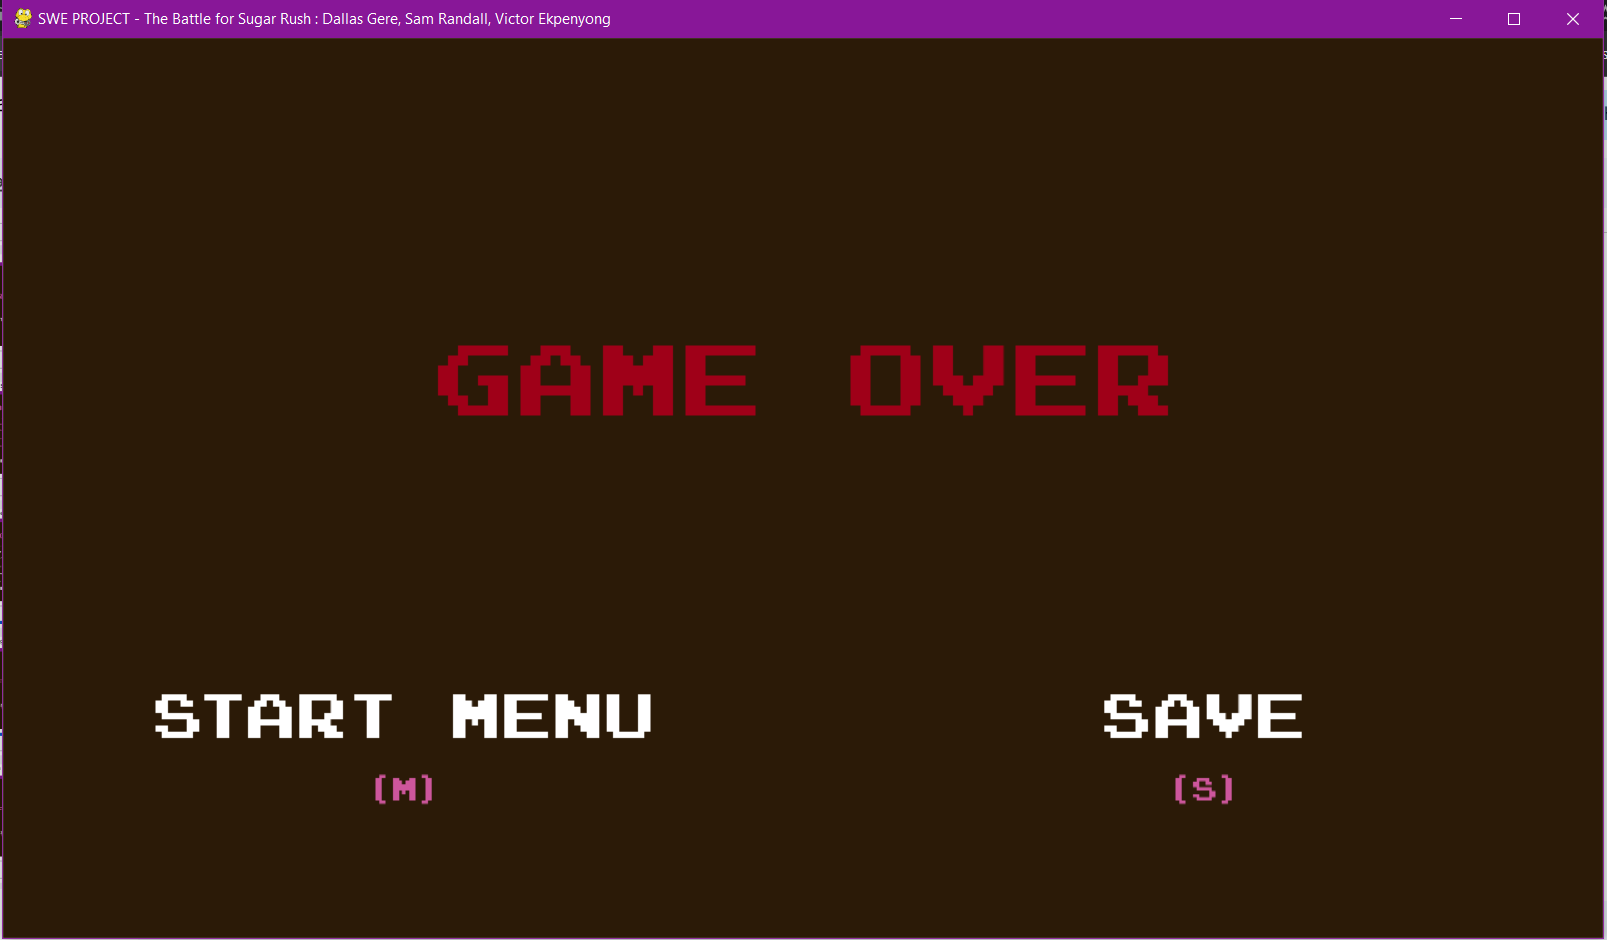 SWE PROJECT - The Battle for Sugar Rush : Dallas Gere, Sam Randall, Victor Ekpenyong
GAME OVER
START MENU
SAVE
(M)
(S)